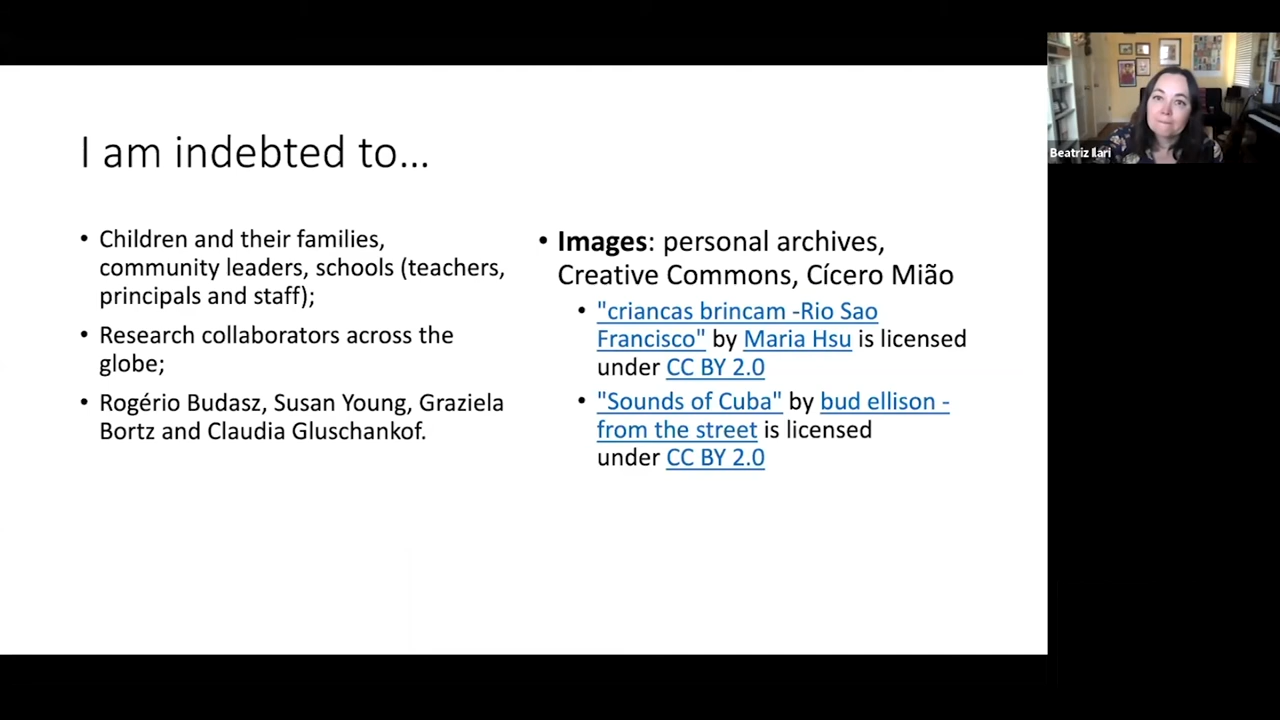 I am indebted to...
• Children and their families,
community leaders, schools (teachers,
principals and staff);
• Research collaborators across the
globe;
• Rogério Budasz, Susan Young, Graziela
Bortz and Claudia Gluschankof.
• Images: personal archives,
Creative Commons, Cícero Mião
• "criancas brincam -Rio Sao
Francisco" by Maria Hsu is licensed
under CC BY 2.0
• "Sounds of Cuba" by bud ellison -
from the street is licensed
under CC BY 2.0
Beatriz Ilari